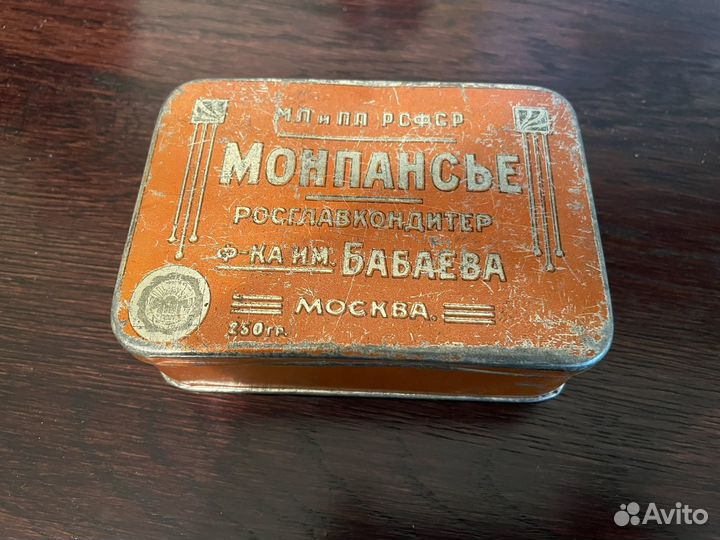 МЛ и ПП РСФСР
МОНПАНСЬЕ
РОСГЛАВКОНДИТЕР
Ф-КА ИМ. БАБАЕВА
МОСКВА.
250 гр.
Avito